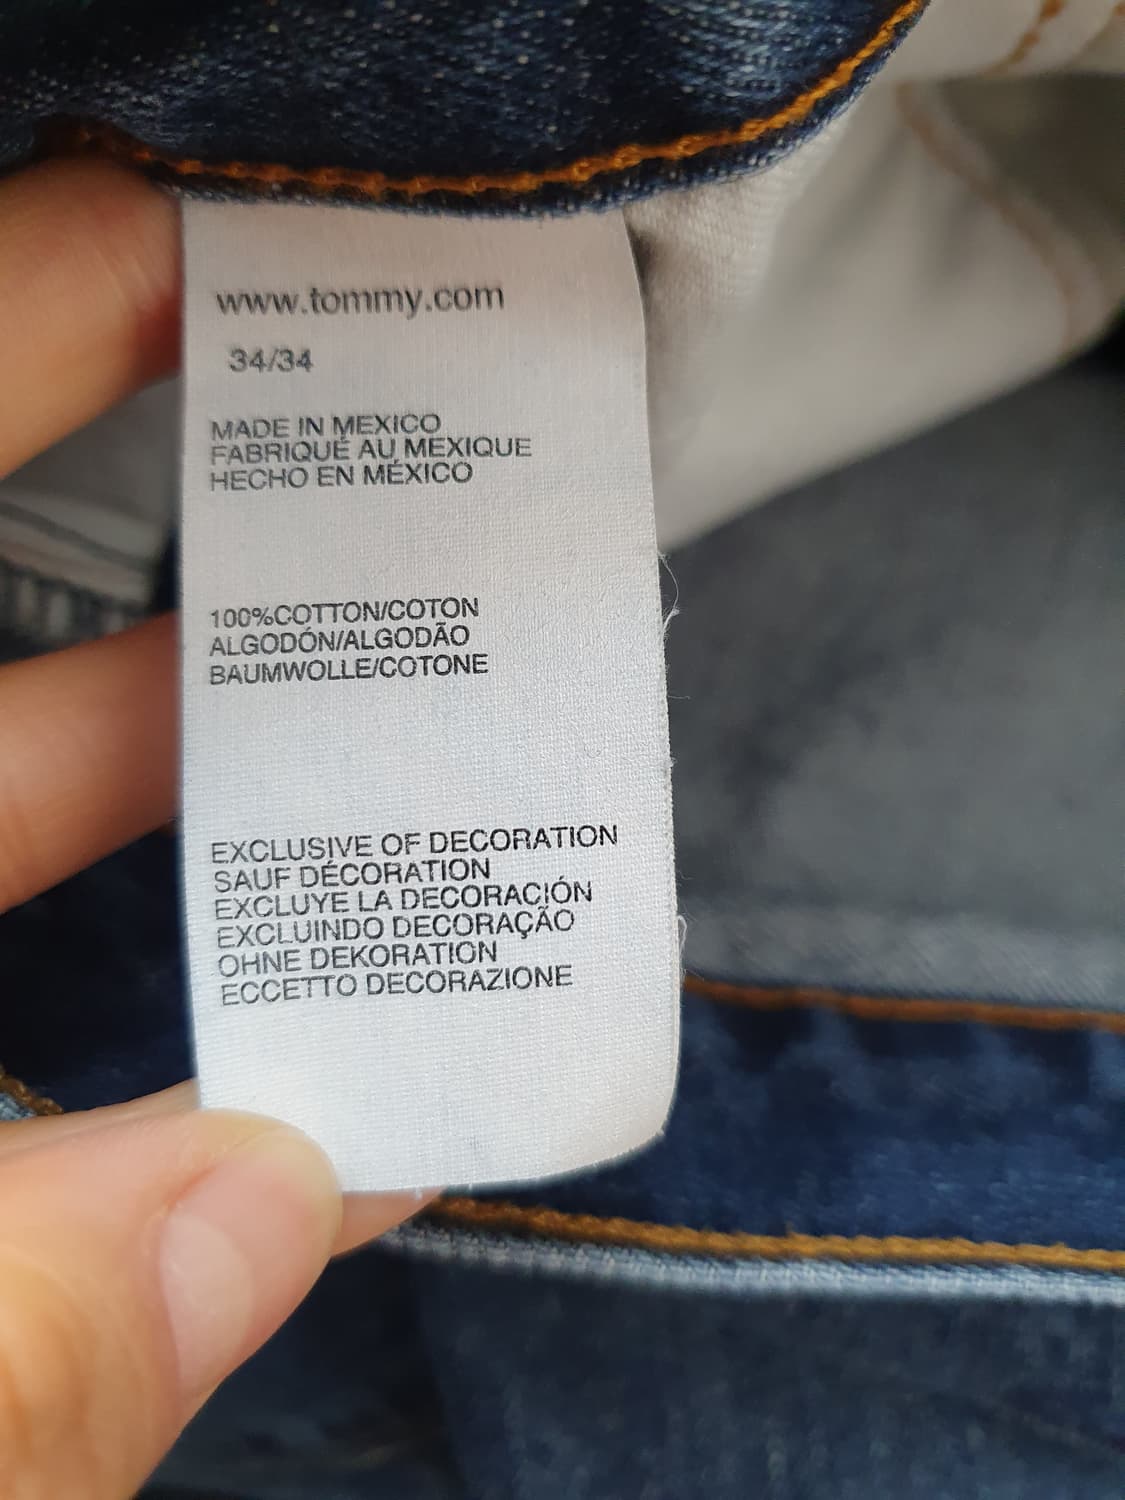 www.tommy.com
34/34
MADE IN MEXICO
FABRIQUÉ AU MEXIQUE
HECHO EN MÉXICO
100%COTTON/COTON
ALGODÓN/ALGODÃO
BAUMWOLLE/COTONE
EXCLUSIVE OF DECORATION
SAUF DÉCORATION
EXCLUYE LA DECORACIÓN
EXCLUINDO DECORAÇÃO
OHNE DEKORATION
ECCETTO DECORAZIONE